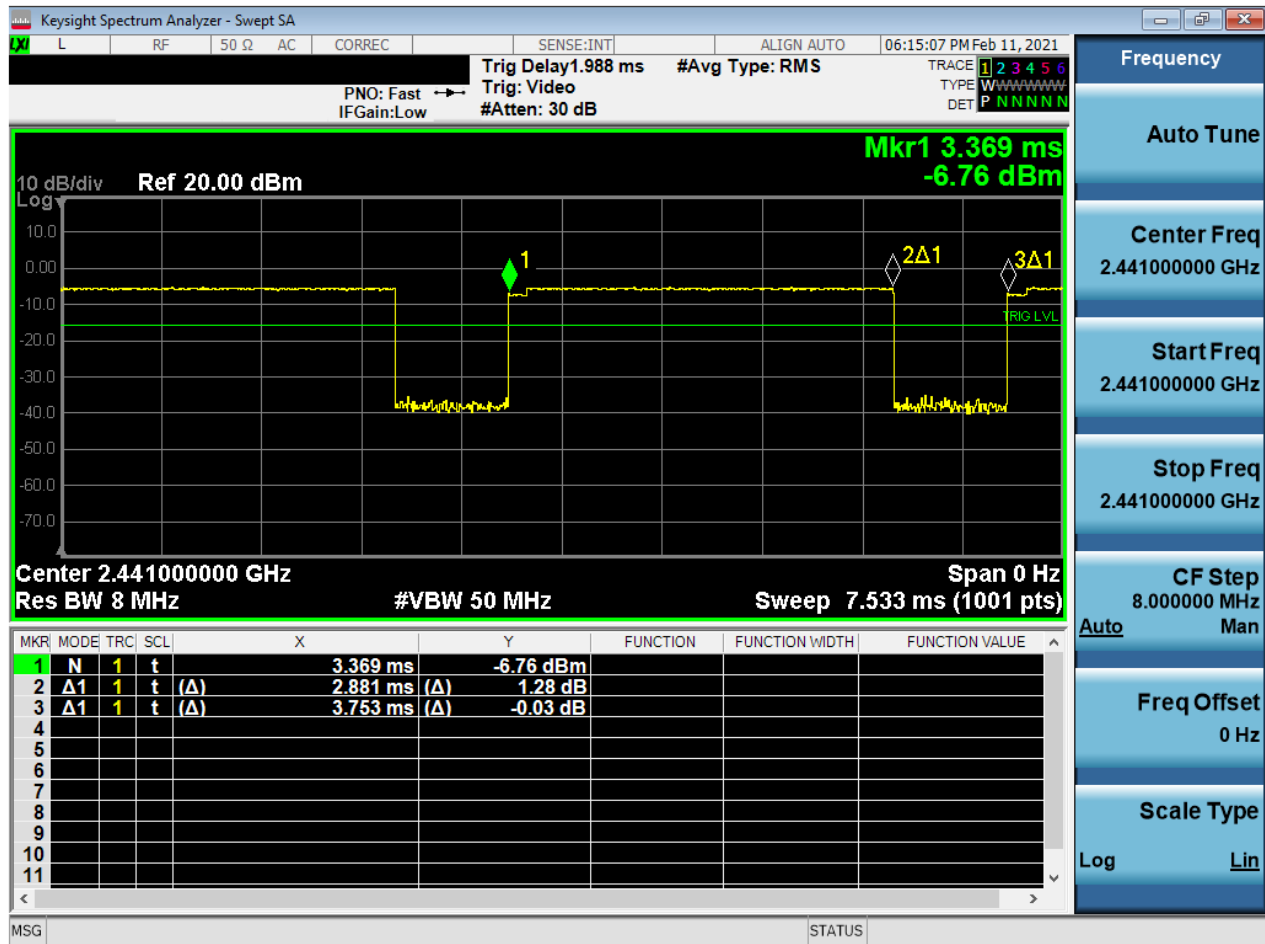 Keysight Spectrum Analyzer - Swept SA
LXI L RF 50 Ω AC CORREC SENSE:INT ALIGN AUTO 06:15:07 PM Feb 11, 2021
Trig Delay1.988 ms #Avg Type: RMS TRACE 1 2 3 4 5 6
PNO: Fast Trig: Video TYPE WWWWWW
IFGain:Low #Atten: 30 dB DET P N N N N N
Mkr1 3.369 ms
-6.76 dBm
10 dB/div Ref 20.00 dBm
Log
10.0
0.00
-10.0
-20.0
-30.0
-40.0
-50.0
-60.0
-70.0
1
2Δ1
3Δ1
TRIG LVL
Center 2.441000000 GHz Span 0 Hz
Res BW 8 MHz #VBW 50 MHz Sweep 7.533 ms (1001 pts)
MKR MODE TRC SCL X Y FUNCTION FUNCTION WIDTH FUNCTION VALUE
1 N 1 t 3.369 ms -6.76 dBm
2 Δ1 1 t (Δ) 2.881 ms (Δ) 1.28 dB
3 Δ1 1 t (Δ) 3.753 ms (Δ) -0.03 dB
4
5
6
7
8
9
10
11
MSG STATUS
Frequency
Auto Tune
Center Freq
2.441000000 GHz
Start Freq
2.441000000 GHz
Stop Freq
2.441000000 GHz
CF Step
8.000000 MHz
Auto Man
Freq Offset
0 Hz
Scale Type
Log Lin